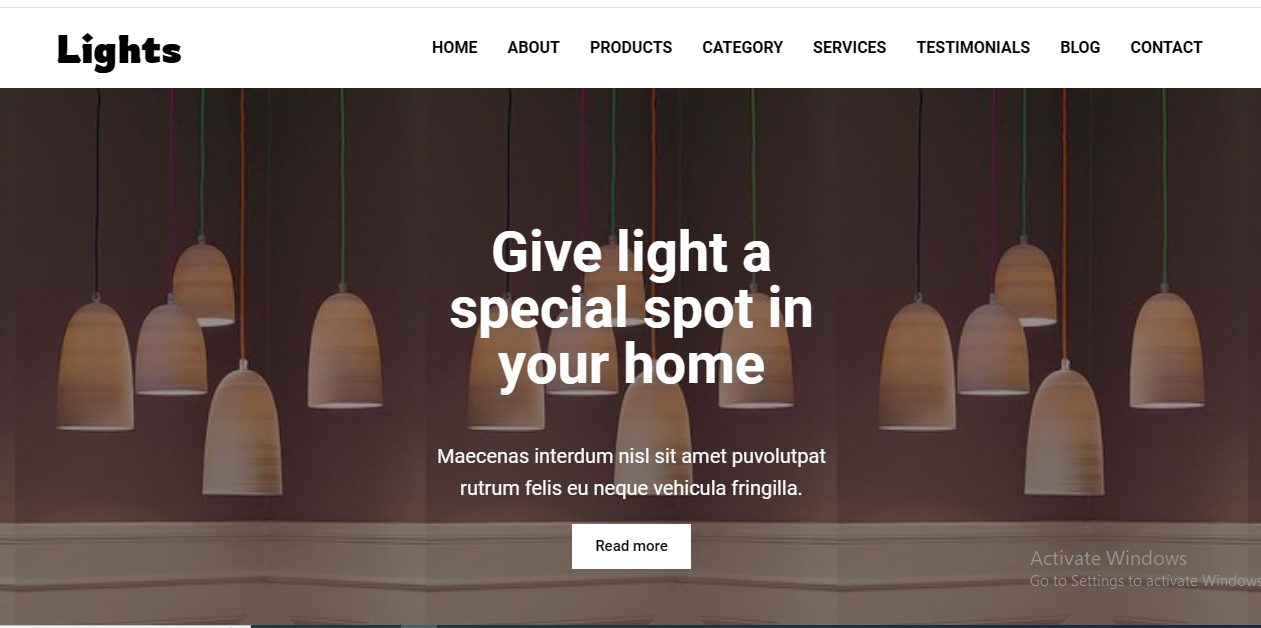 Lights
HOME ABOUT PRODUCTS CATEGORY SERVICES TESTIMONIALS BLOG CONTACT
Give light a
special spot in
your home
Maecenas interdum nisl sit amet puvolutpat
rutrum felis eu neque vehicula fringilla.
Read more
Activate Windows
Go to Settings to activate Windows